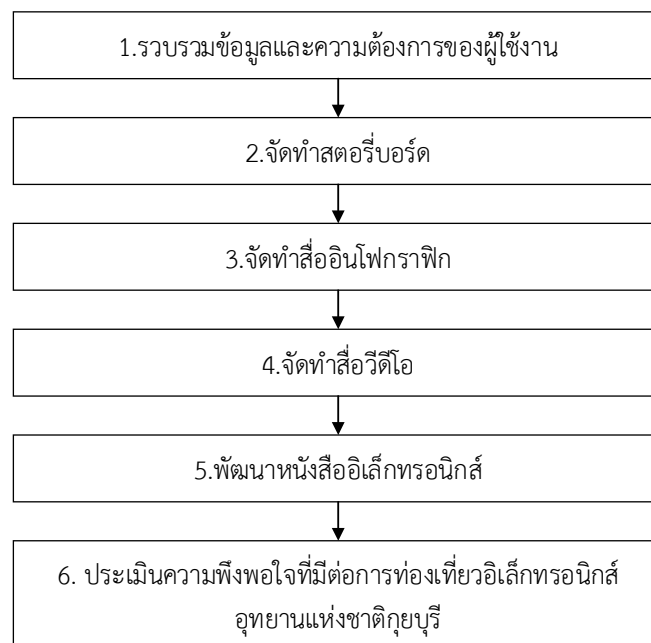 1.รวบรวมข้อมูลและความต้องการของผู้ใช้งาน
2.จัดทำสตอรี่บอร์ด
3.จัดทำสื่ออินโฟกราฟิก
4.จัดทำสื่อวีดีโอ
5.พัฒนาหนังสืออิเล็กทรอนิกส์
6. ประเมินความพึงพอใจที่มีต่อการท่องเที่ยวอิเล็กทรอนิกส์
อุทยานแห่งชาติกุยบุรี